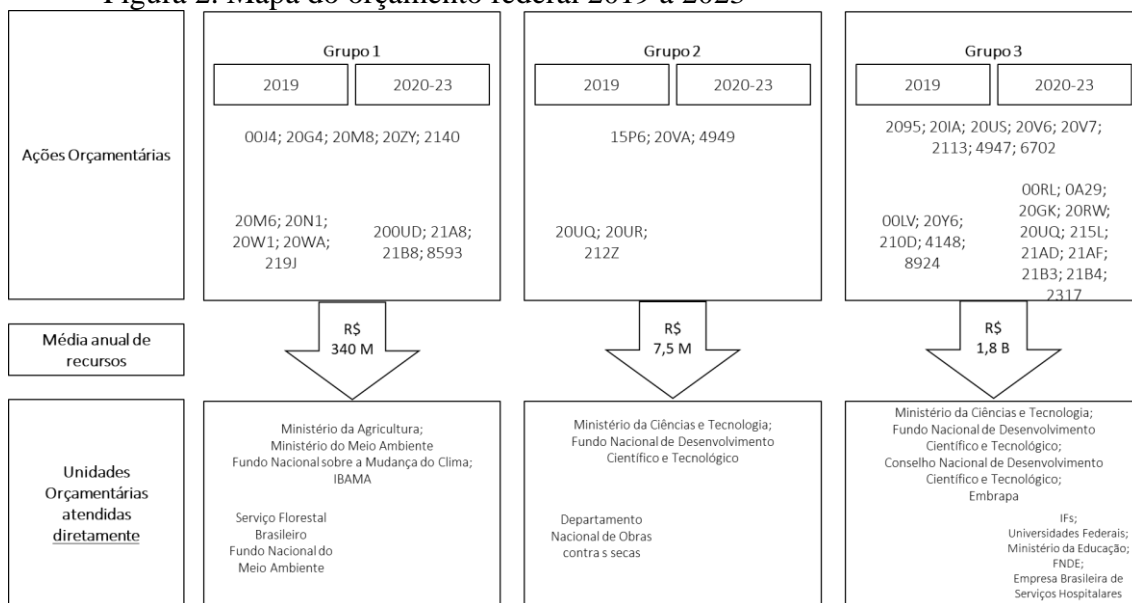 Figura 2. Mapa do orçamento federal 2019 a 2023
Ações Orçamentárias
Grupo 1
2019
2020-23
00J4; 20G4; 20M8; 20ZY; 2140
20M6; 20N1;
20W1; 20WA;
219J
200UD; 21A8;
21B8; 8593
Grupo 2
2019
2020-23
15P6; 20VA; 4949
20UQ; 20UR;
212Z
Grupo 3
2019
2020-23
2095; 20IA; 20US; 20V6; 20V7;
2113; 4947; 6702
00LV; 20Y6;
210D; 4148;
8924
00RL; 0A29;
20GK; 20RW;
20UQ; 215L;
21AD; 21AF;
21B3; 21B4;
2317
Média anual de
recursos
R$
340 M
R$
7,5 M
R$
1,8 B
Unidades
Orçamentárias
atendidas
diretamente
Ministério da Agricultura;
Ministério do Meio Ambiente
Fundo Nacional sobre a Mudança do Clima;
IBAMA
Serviço Florestal
Brasileiro
Fundo Nacional do
Meio Ambiente
Ministério da Ciências e Tecnologia;
Fundo Nacional de Desenvolvimento
Científico e Tecnológico
Departamento
Nacional de Obras
contra s secas
Ministério da Ciências e Tecnologia;
Fundo Nacional de Desenvolvimento
Científico e Tecnológico;
Conselho Nacional de Desenvolvimento
Científico e Tecnológico;
Embrapa
IFs;
Universidades Federais;
Ministério da Educação;
FNDE;
Empresa Brasileira de
Serviços Hospitalares